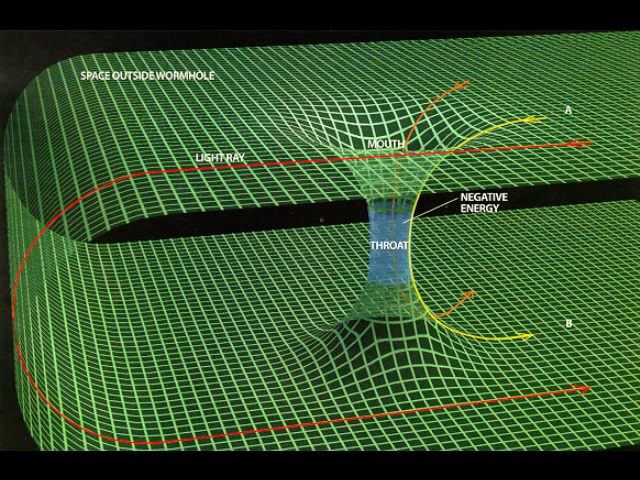 SPACE OUTSIDE WORMHOLE
A
MOUTH
LIGHT RAY
NEGATIVE
ENERGY
THROAT
B